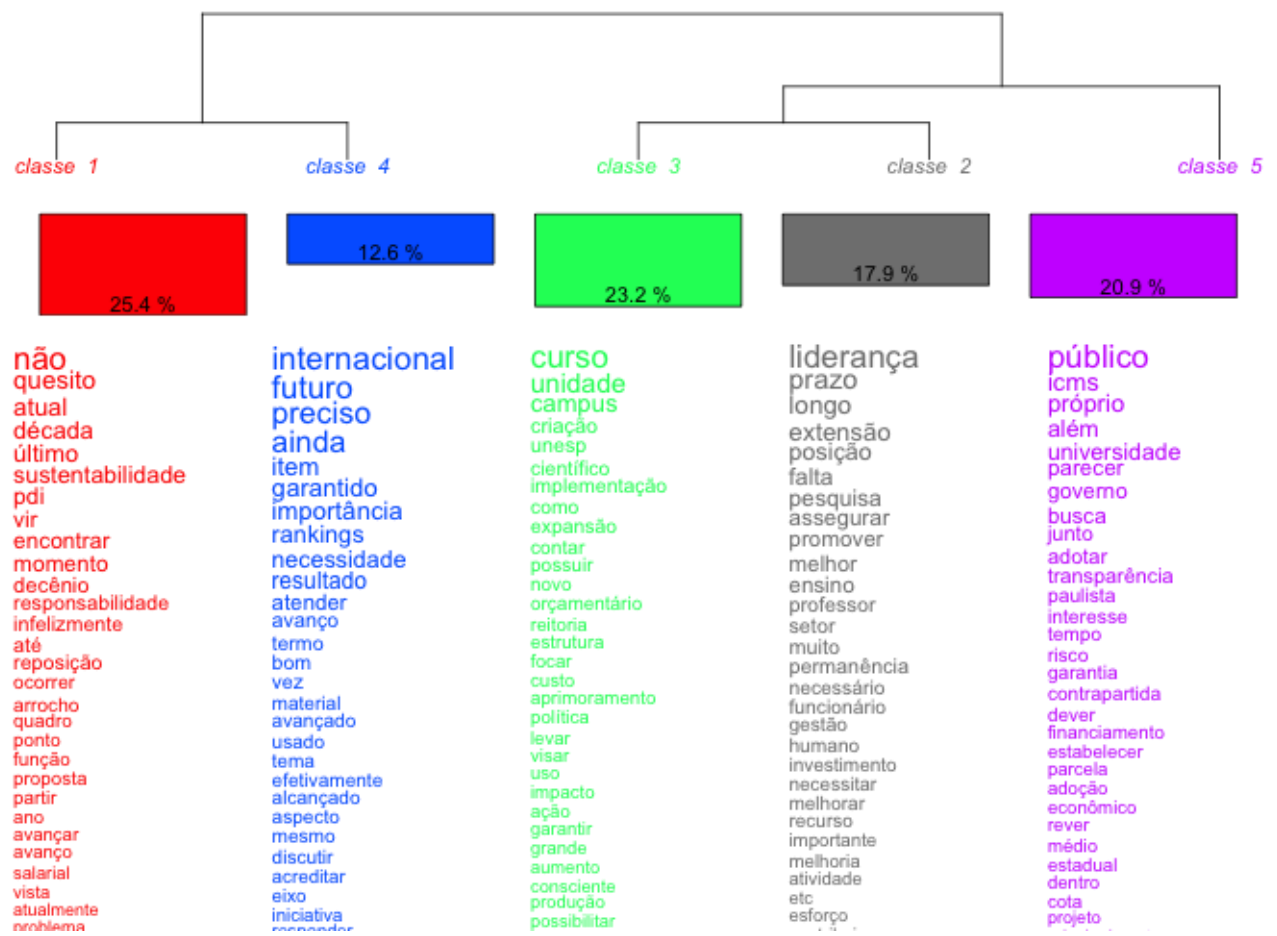 classe 1
classe 4
classe 3
classe 2
classe 5
25.4 %
12.6 %
23.2 %
17.9 %
20.9 %
não
quesito
atual
década
último
sustentabilidade
pdi
vir
encontrar
momento
decênio
responsabilidade
infelizmente
até
reposição
ocorrer
arrocho
quadro
ponto
função
proposta
partir
ano
avançar
avanço
salarial
vista
atualmente
problema
internacional
futuro
preciso
ainda
item
garantido
importância
rankings
necessidade
resultado
atender
avanço
termo
bom
vez
material
avançado
usado
tema
efetivamente
alcançado
aspecto
mesmo
discutir
acreditar
eixo
iniciativa
responder
curso
unidade
campus
criação
unesp
científico
implementação
como
expansão
contar
possuir
novo
orçamentário
reitoria
estrutura
focar
custo
aprimoramento
política
levar
visar
uso
impacto
ação
garantir
grande
aumento
consciente
produção
possibilitar
liderança
prazo
longo
extensão
posição
falta
pesquisa
assegurar
promover
melhor
ensino
professor
setor
muito
permanência
necessário
funcionário
gestão
humano
investimento
necessitar
melhorar
recurso
importante
melhoria
atividade
etc
esforço
público
icms
próprio
além
universidade
parecer
governo
busca
junto
adotar
transparência
paulista
interesse
tempo
risco
garantia
contrapartida
dever
financiamento
estabelecer
parcela
adoção
econômico
rever
médio
estadual
dentro
cota
projeto